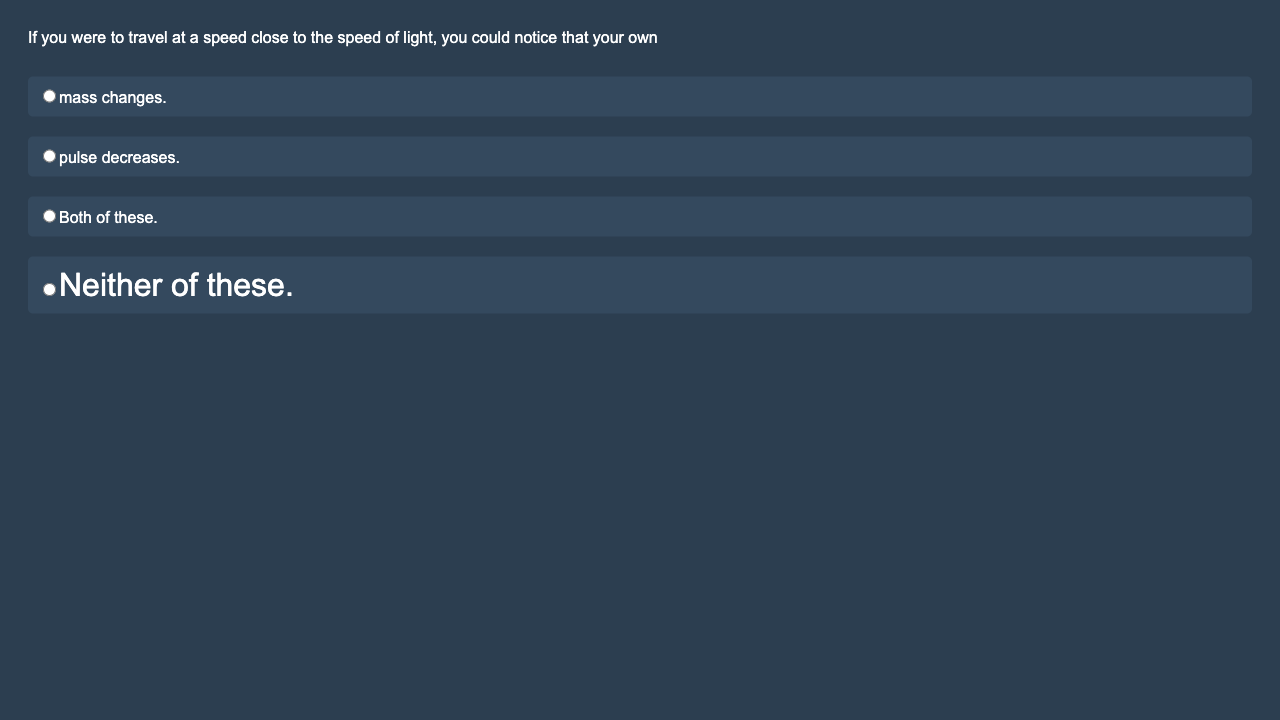 If you were to travel at a speed close to the speed of light, you could notice that your own
mass changes.
pulse decreases.
Both of these.
Neither of these.